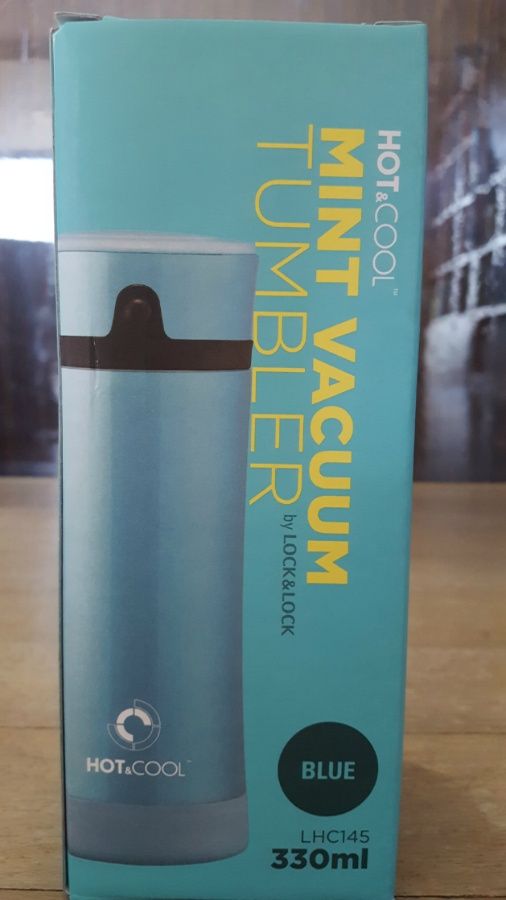 HOT&COOL™
MINT VACUUM
TUMBLER by LOCK&LOCK
HOT&COOL™
BLUE
LHC145
330ml